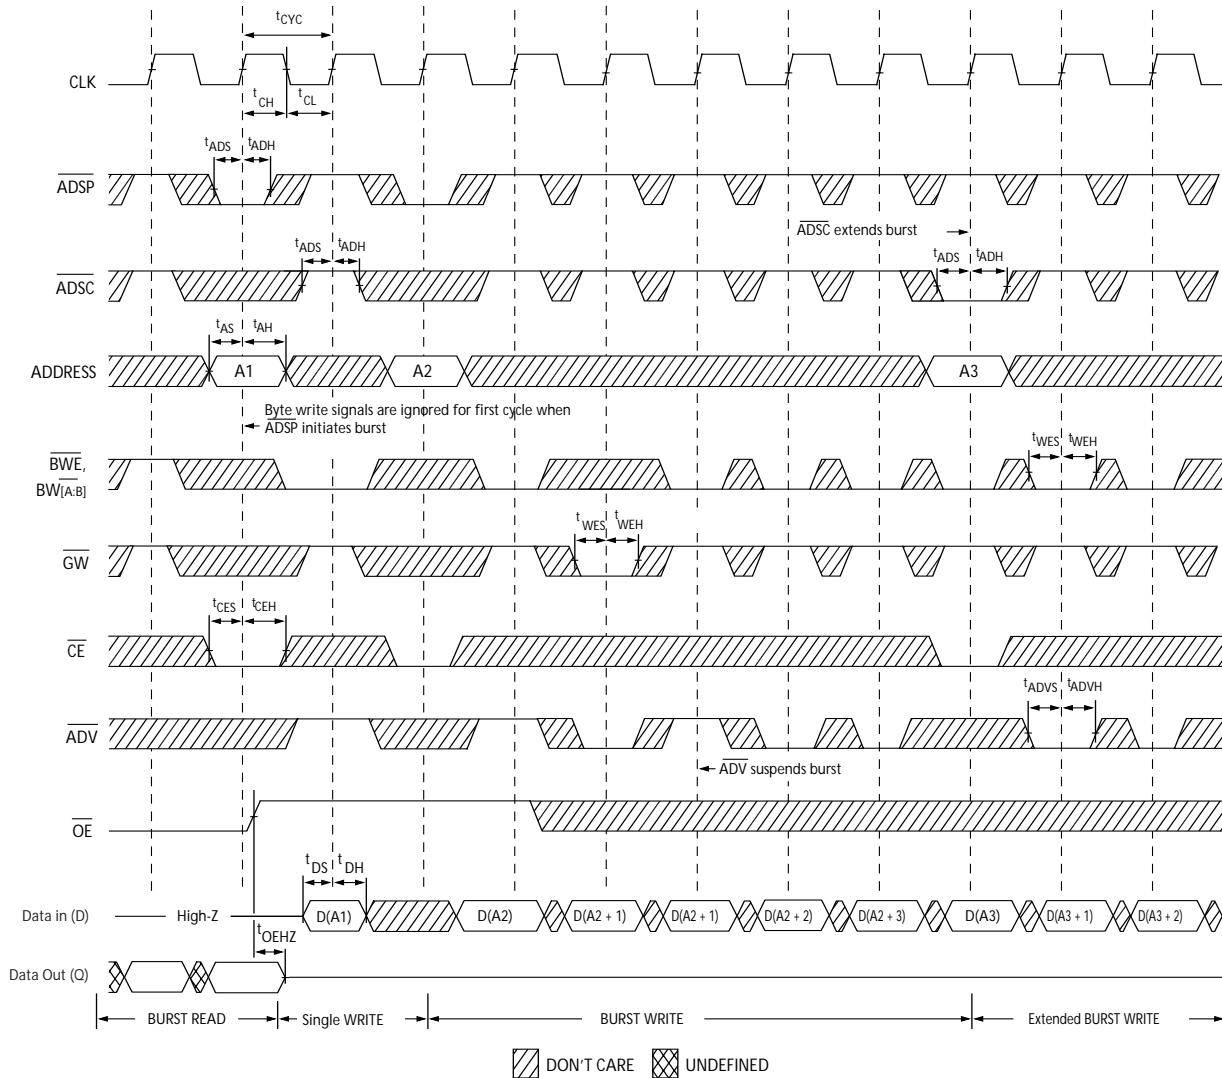 tCYC
CLK
tCH tCL
tADS tADH
ADSP
ADSC extends burst
tADS tADH tADS tADH
ADSC
tAS tAH
ADDRESS A1 A2 A3
Byte write signals are ignored for first cycle when
ADSP initiates burst
tWES tWEH
BWE,
BW[A:B]
tWES tWEH
GW
tCES tCEH
CE
tADVS tADVH
ADV
ADV suspends burst
OE
tDS tDH
Data in (D) High-Z D(A1) D(A2) D(A2 + 1) D(A2 + 1) D(A2 + 2) D(A2 + 3) D(A3) D(A3 + 1) D(A3 + 2)
tOEHZ
Data Out (Q)
BURST READ Single WRITE BURST WRITE Extended BURST WRITE
DON'T CARE UNDEFINED